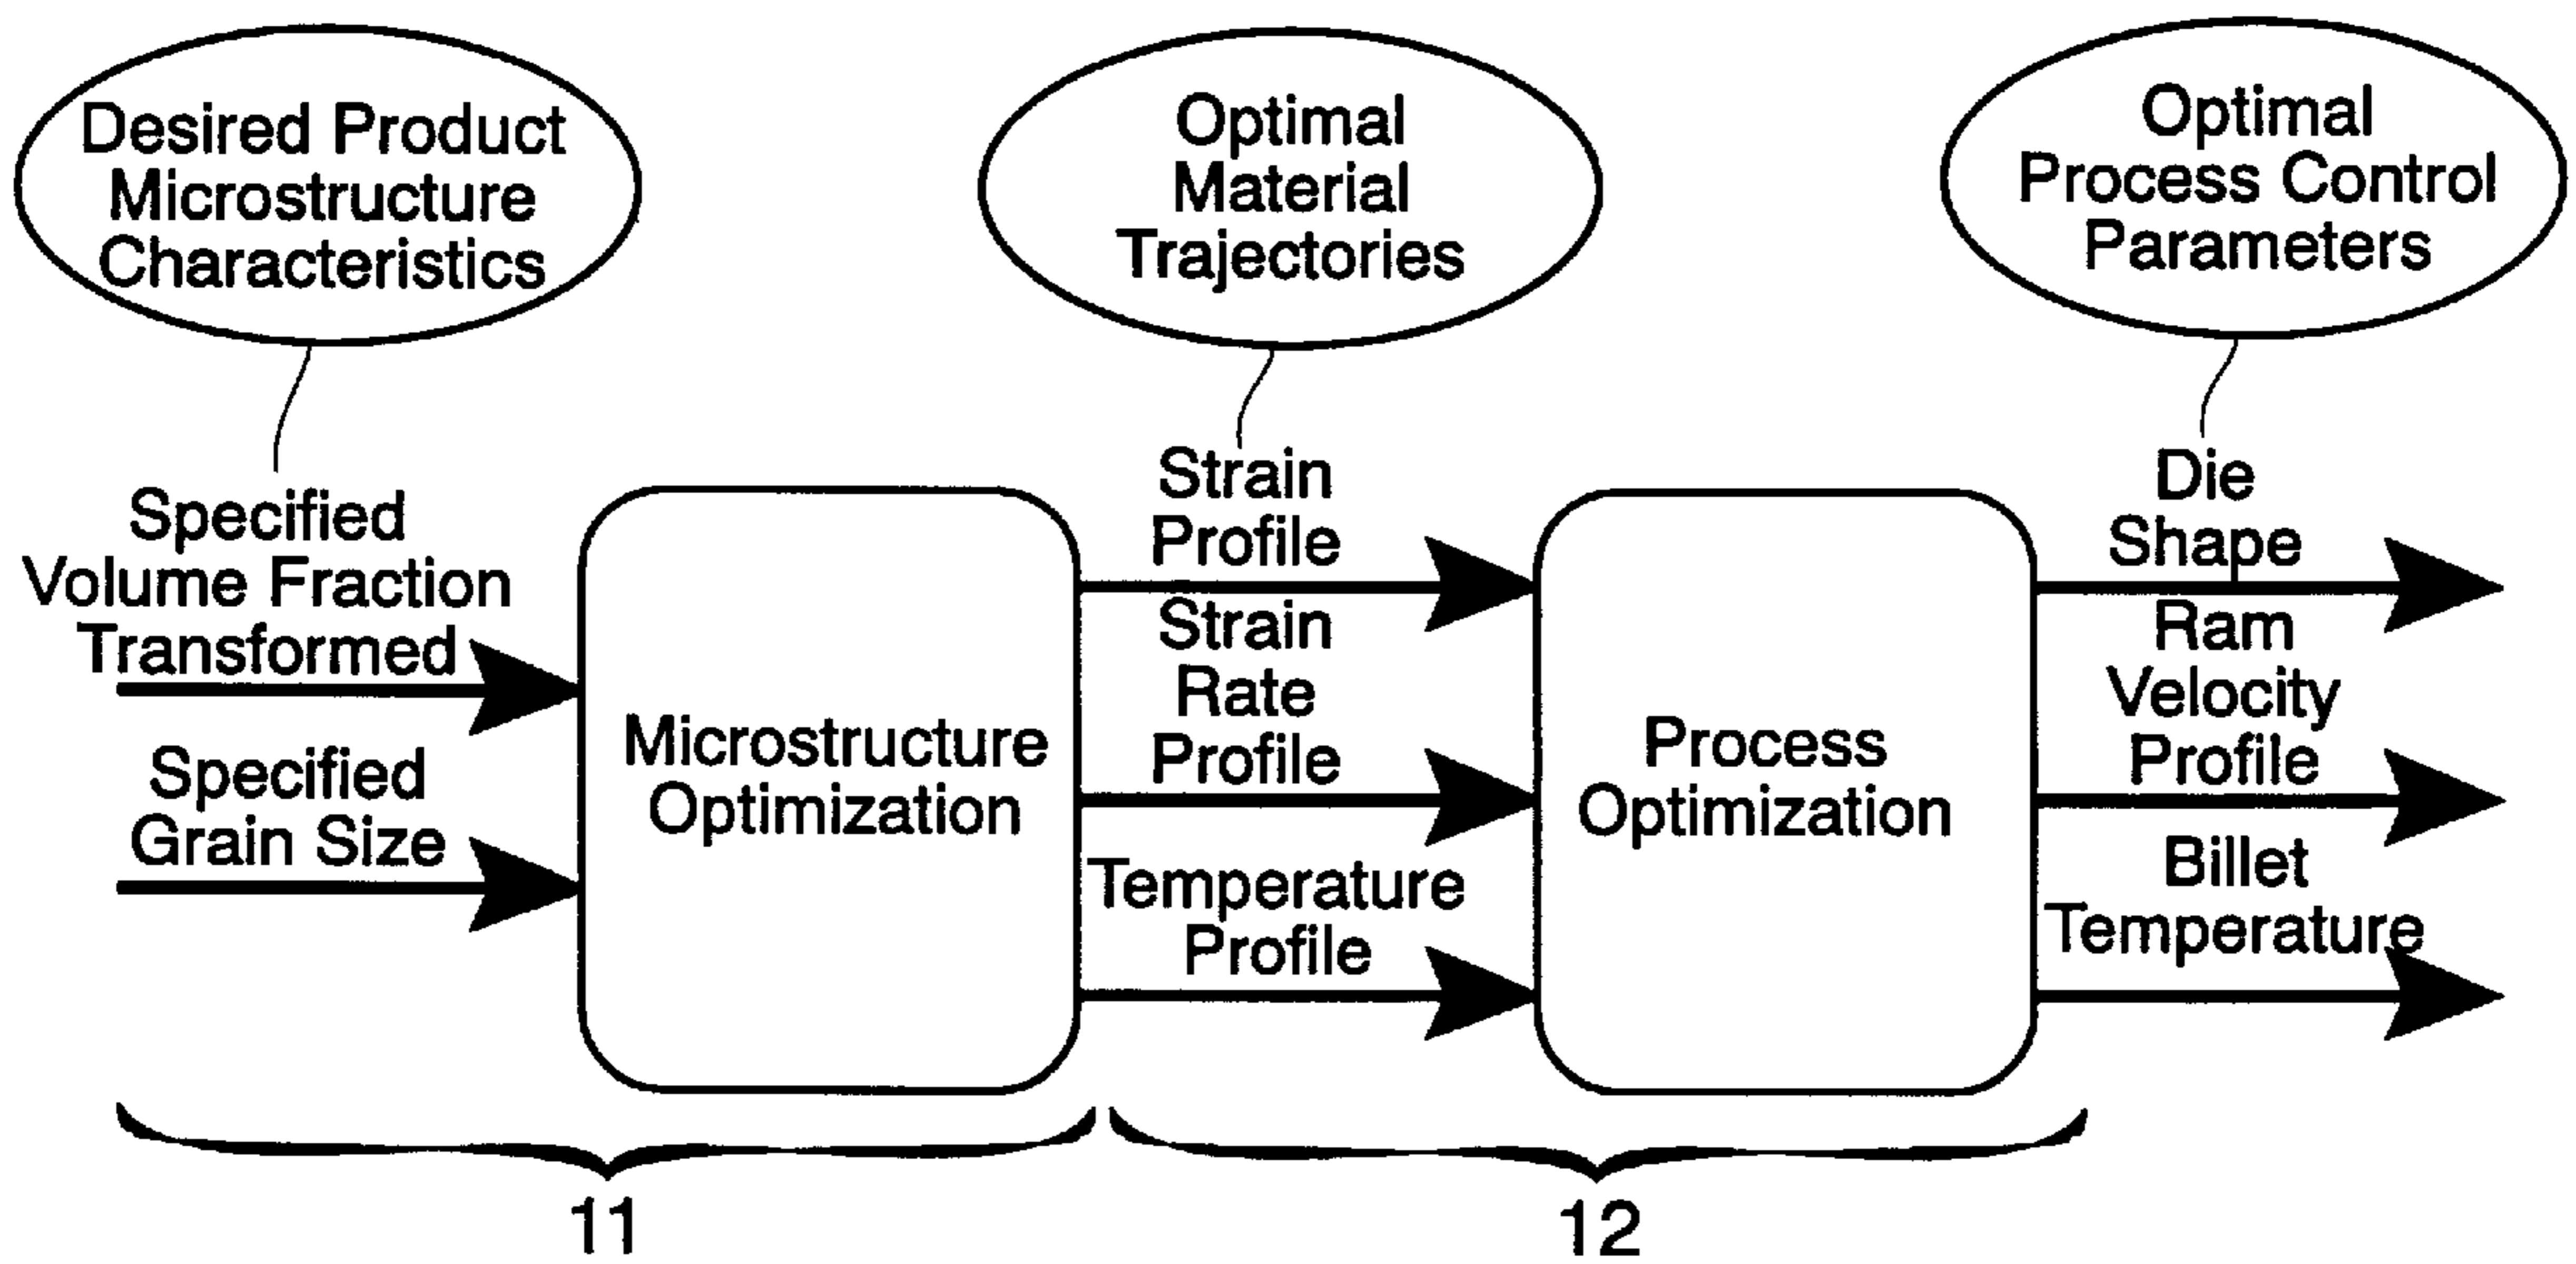 Desired Product
Microstructure
Characteristics
Optimal
Material
Trajectories
Optimal
Process Control
Parameters
Specified
Volume Fraction
Transformed
Specified
Grain Size
Microstructure
Optimization
Strain
Profile
Strain
Rate
Profile
Temperature
Profile
Process
Optimization
Die
Shape
Ram
Velocity
Profile
Billet
Temperature
11
12